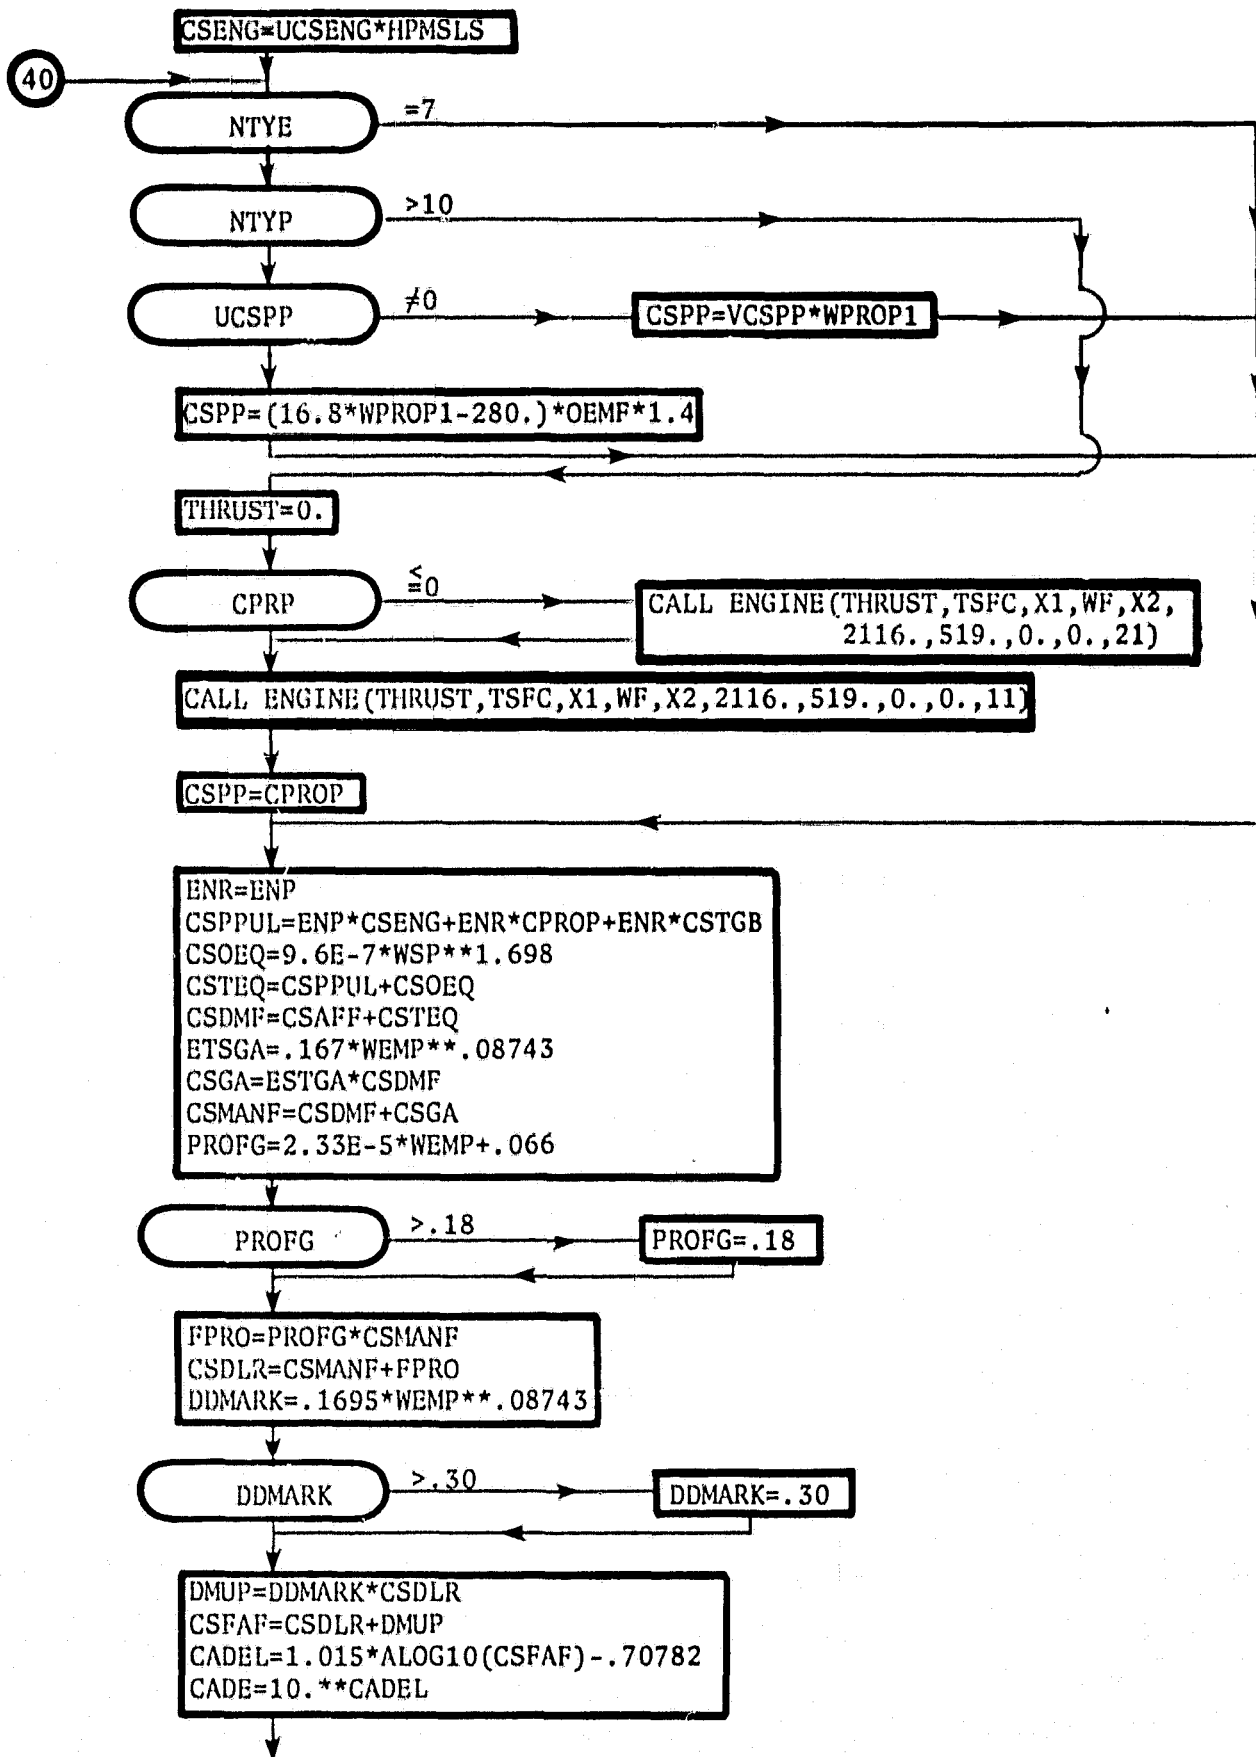 CSENG=UCSENG*HPMSLS
40
NTYE
=7
NTYP
>10
UCSPP
≠0
CSPP=VCSPP*WPROP1
CSPP=(16.8*WPROP1-280.)*OEMF*1.4
THRUST=0.
CPRP
≤0
CALL ENGINE(THRUST,TSFC,X1,WF,X2,
2116.,519.,0.,0.,21)
CALL ENGINE(THRUST,TSFC,X1,WF,X2,2116.,519.,0.,0.,11)
CSPP=CPROP
ENR=ENP
CSPPUL=ENP*CSENG+ENR*CPROP+ENR*CSTGB
CSOEQ=9.6E-7*WSP**1.698
CSTEQ=CSPPUL+CSOEQ
CSDMF=CSAFF+CSTEQ
ETSGA=.167*WEMP**.08743
CSGA=ESTGA*CSDMF
CSMANF=CSDMF+CSGA
PROFG=2.33E-5*WEMP+.066
PROFG
>.18
PROFG=.18
FPRO=PROFG*CSMANF
CSDLR=CSMANF+FPRO
DDMARK=.1695*WEMP**.08743
DDMARK
>.30
DDMARK=.30
DMUP=DDMARK*CSDLR
CSFAF=CSDLR+DMUP
CADEL=1.015*ALOG10(CSFAF)-.70782
CADE=10.**CADEL